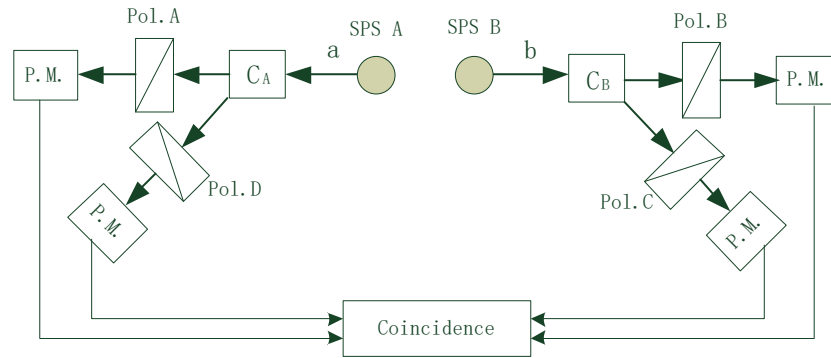 Pol.A
SPS A
SPS B
Pol.B
P.M.
CA
a
b
CB
P.M.
Pol.D
Pol.C
P.M.
P.M.
Coincidence